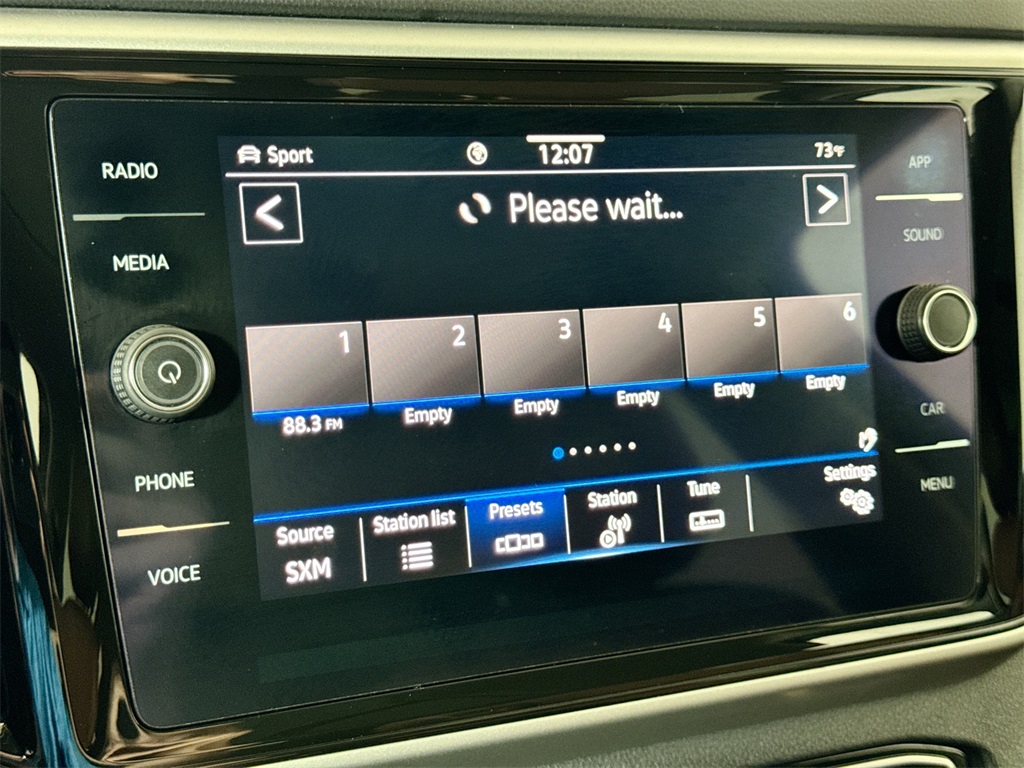 RADIO
MEDIA
PHONE
VOICE
Sport
12:07
73°F
<
Please wait...
>
1
2
3
4
5
6
88.3 FM
Empty
Empty
Empty
Empty
Empty
Source
SXM
Station list
Presets
Station
Tune
Settings
APP
SOUND
CAR
MENU